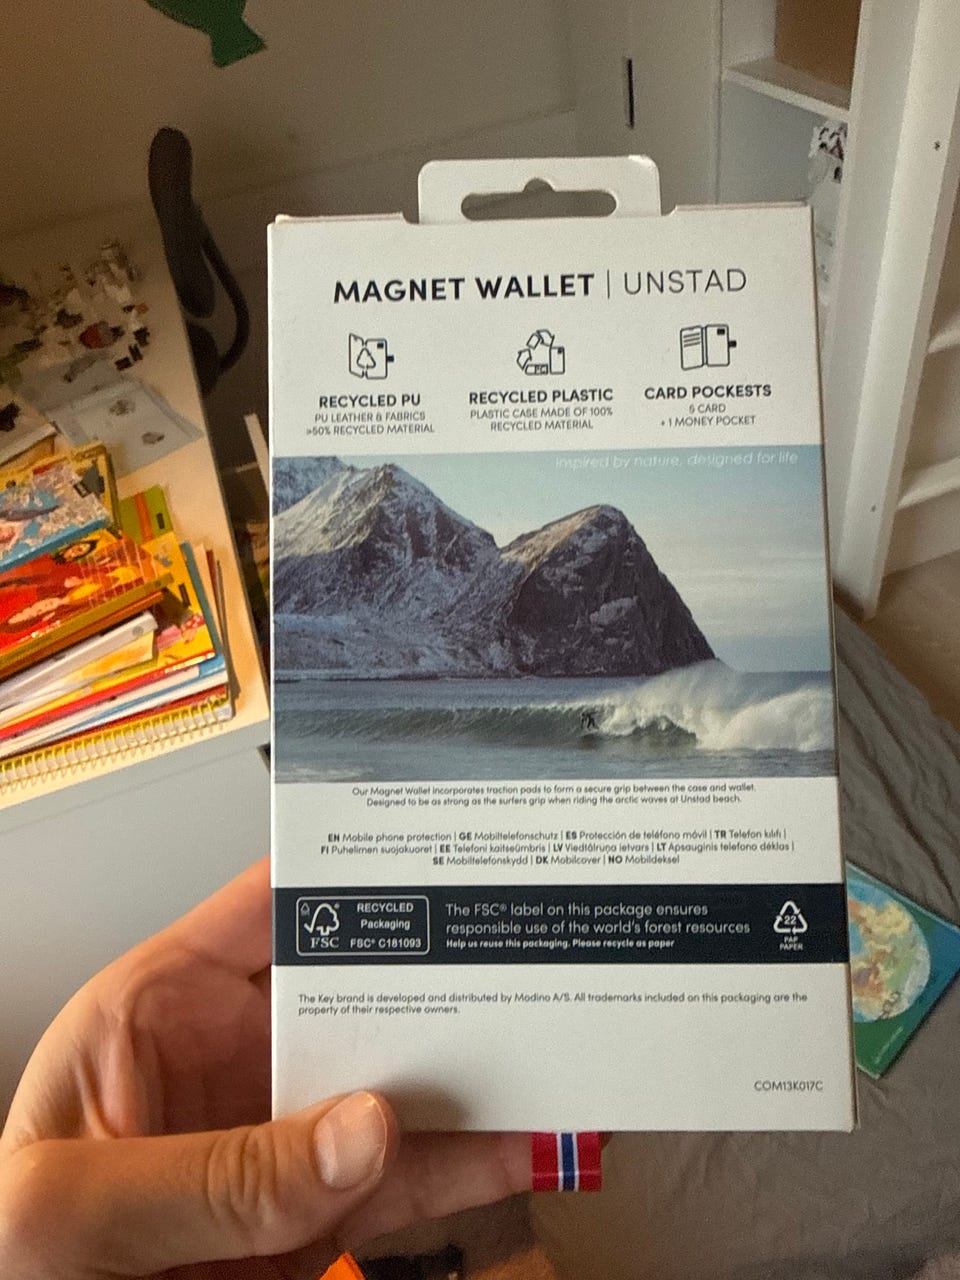 MAGNET WALLET | UNSTAD
RECYCLED PU
PU LEATHER & FABRICS
>50% RECYCLED MATERIAL
RECYCLED PLASTIC
PLASTIC CASE MADE OF 100%
RECYCLED MATERIAL
CARD POCKESTS
5 CARD
+ 1 MONEY POCKET
inspired by nature, designed for life
Our Magnet Wallet incorporates traction pads to form a secure grip between the case and wallet.
Designed to be as strong as the surfers grip when riding the arctic waves at Unstad beach.
EN Mobile phone protection | GE Mobiltelefonschutz | ES Protección de teléfono móvil | TR Telefon kılıfı |
FI Puhelimen suojakuoret | EE Telefoni kaitseümbris | LV Viedtālruņa ietvars | LT Apsauginis telefono dėklas |
SE Mobiltelefonskydd | DK Mobilcover | NO Mobildeksel
FSC
RECYCLED
Packaging
FSC® C181093
The FSC® label on this package ensures
responsible use of the world's forest resources
Help us reuse this packaging. Please recycle as paper
22
PAP
PAPER
The Key brand is developed and distributed by Modino A/S. All trademarks included on this packaging are the
property of their respective owners.
COM13K017C